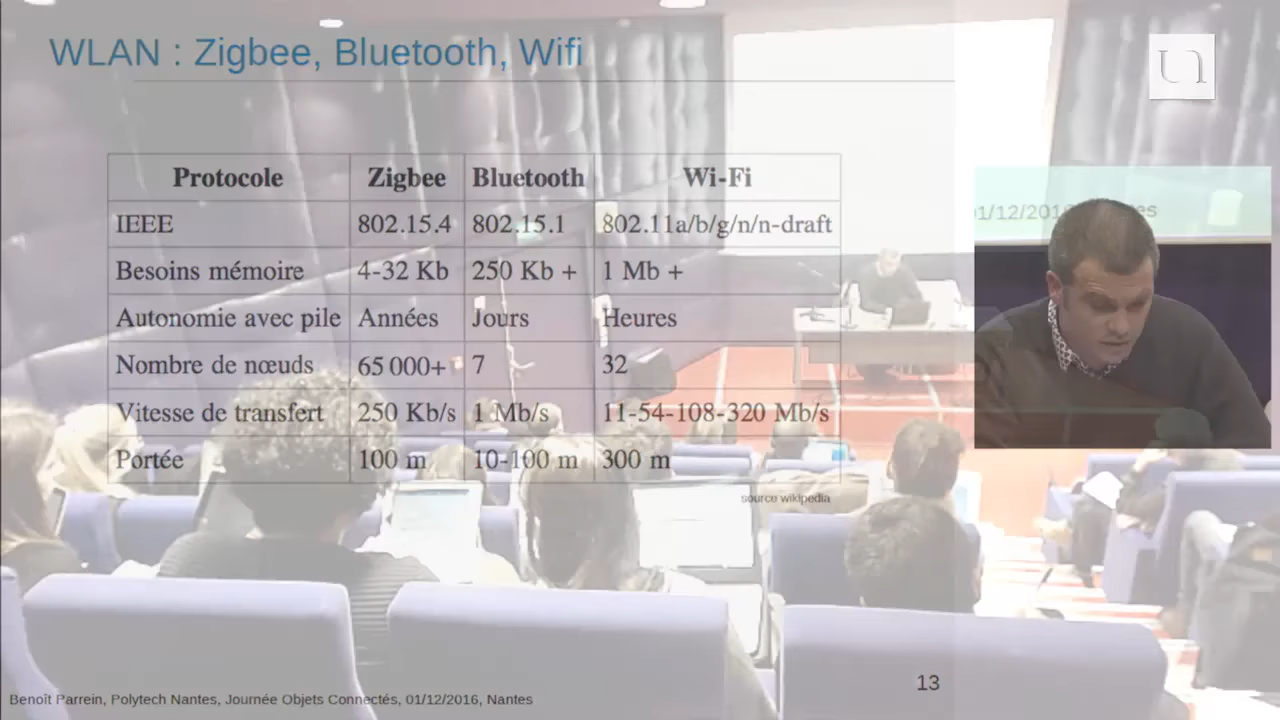 WLAN : Zigbee, Bluetooth, Wifi
Protocole Zigbee Bluetooth Wi-Fi
IEEE 802.15.4 802.15.1 802.11a/b/g/n/n-draft
Besoins mémoire 4-32 Kb 250 Kb + 1 Mb +
Autonomie avec pile Années Jours Heures
Nombre de nœuds 65 000+ 7 32
Vitesse de transfert 250 Kb/s 1 Mb/s 11-54-108-320 Mb/s
Portée 100 m 10-100 m 300 m
source wikipedia
13
Benoît Parrein, Polytech Nantes, Journée Objets Connectés, 01/12/2016, Nantes